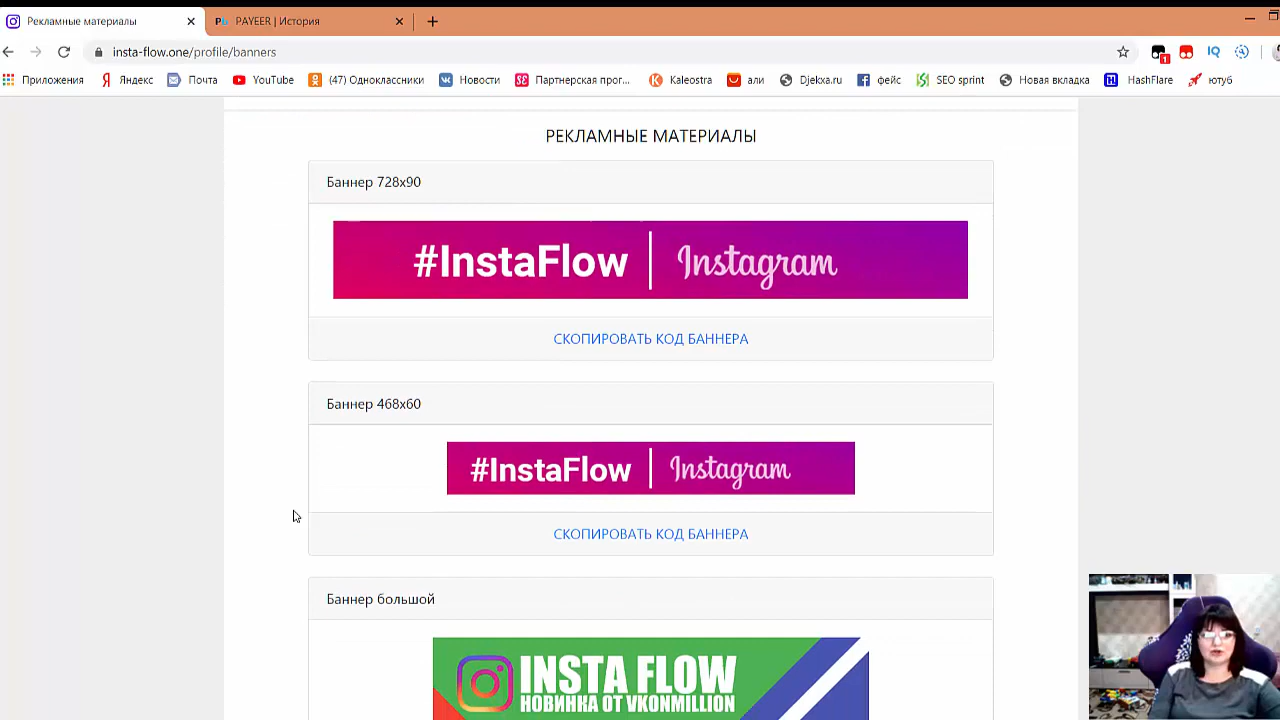 Рекламные материалы
PAYEER | История
insta-flow.one/profile/banners
1
IQ
Приложения
Яндекс
Почта
YouTube
(47) Одноклассники
Новости
Партнерская прог...
Kaleostra
али
Djekxa.ru
фейс
SEO sprint
Новая вкладка
HashFlare
ютуб
РЕКЛАМНЫЕ МАТЕРИАЛЫ
Баннер 728x90
#InstaFlow | Instagram
СКОПИРОВАТЬ КОД БАННЕРА
Баннер 468x60
#InstaFlow | Instagram
СКОПИРОВАТЬ КОД БАННЕРА
Баннер большой
INSTA FLOW
НОВИНКА ОТ VKONMILLION